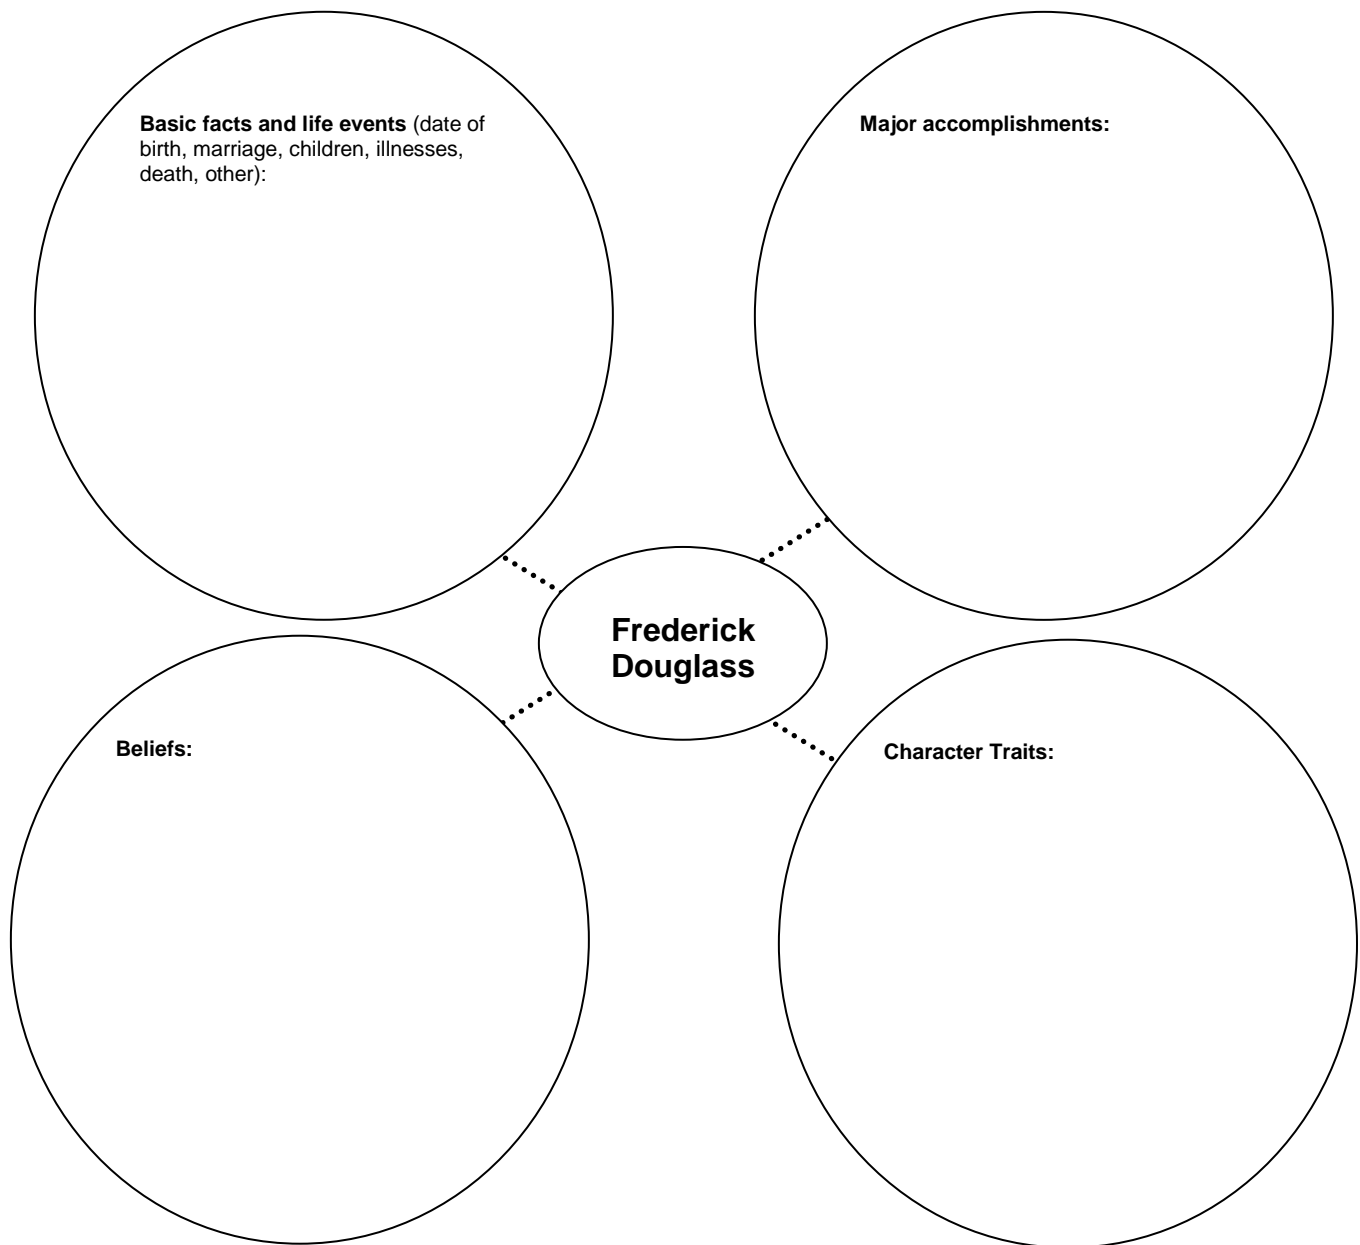 Basic facts and life events (date of
birth, marriage, children, illnesses,
death, other):
Major accomplishments:
Frederick
Douglass
Beliefs:
Character Traits: